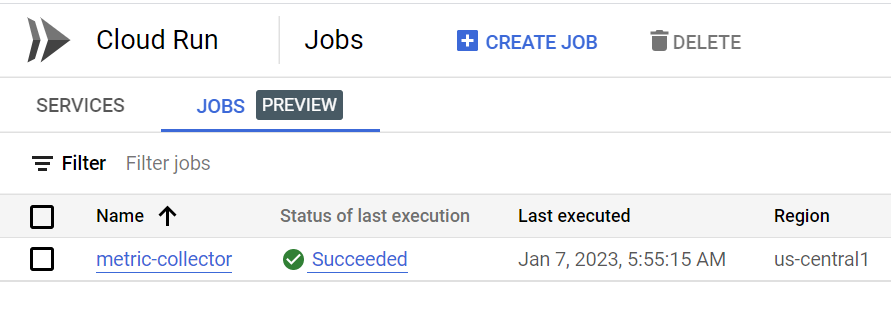 Cloud Run Jobs CREATE JOB DELETE
SERVICES JOBS PREVIEW
Filter Filter jobs
Name Status of last execution Last executed Region
metric-collector Succeeded Jan 7, 2023, 5:55:15 AM us-central1